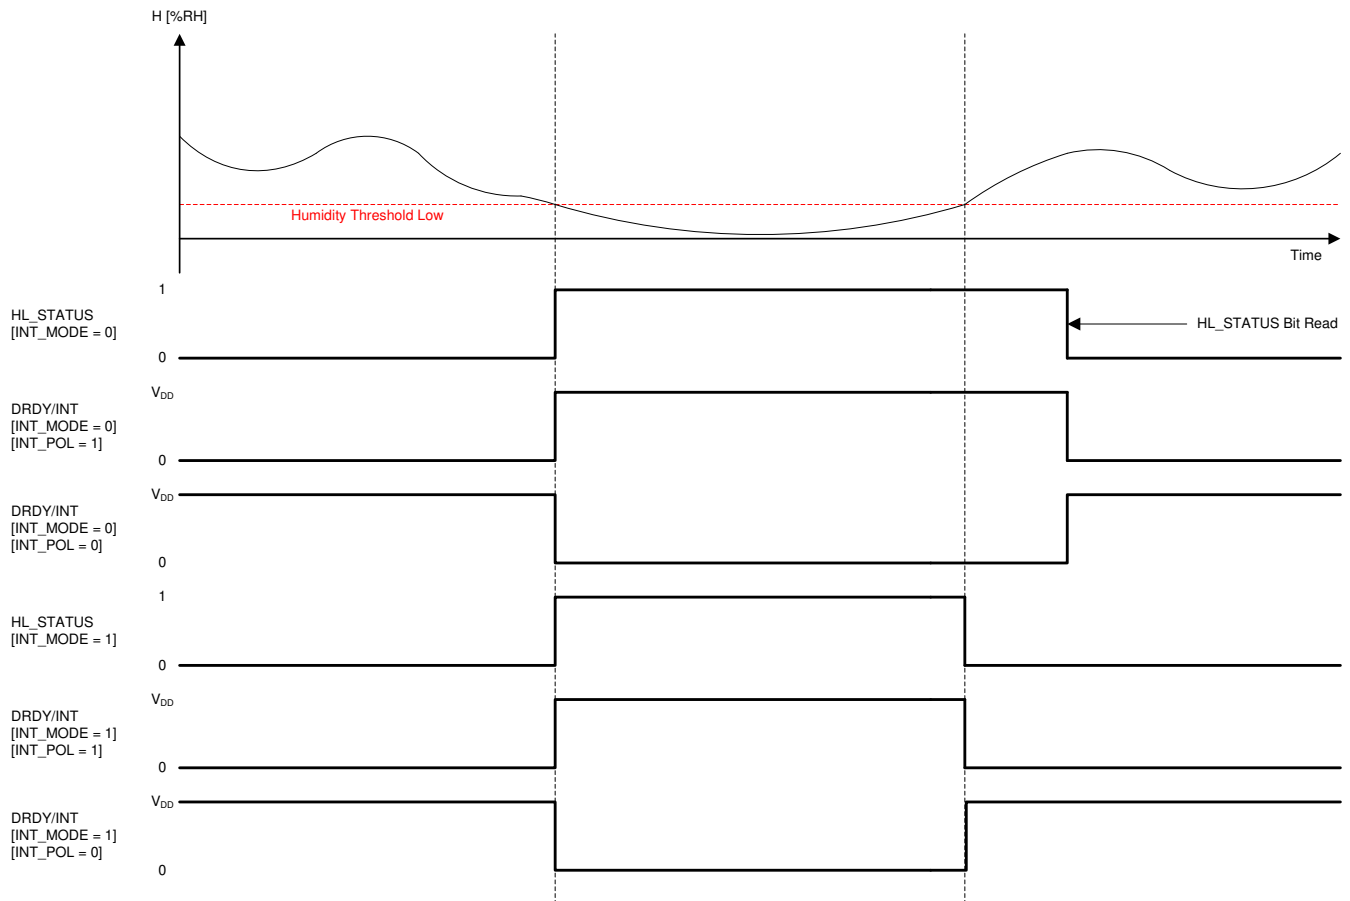 H [%RH]
Humidity Threshold Low
Time
1
HL_STATUS
[INT_MODE = 0]
HL_STATUS Bit Read
0
VDD
DRDY/INT
[INT_MODE = 0]
[INT_POL = 1]
0
VDD
DRDY/INT
[INT_MODE = 0]
[INT_POL = 0]
0
1
HL_STATUS
[INT_MODE = 1]
0
VDD
DRDY/INT
[INT_MODE = 1]
[INT_POL = 1]
0
VDD
DRDY/INT
[INT_MODE = 1]
[INT_POL = 0]
0